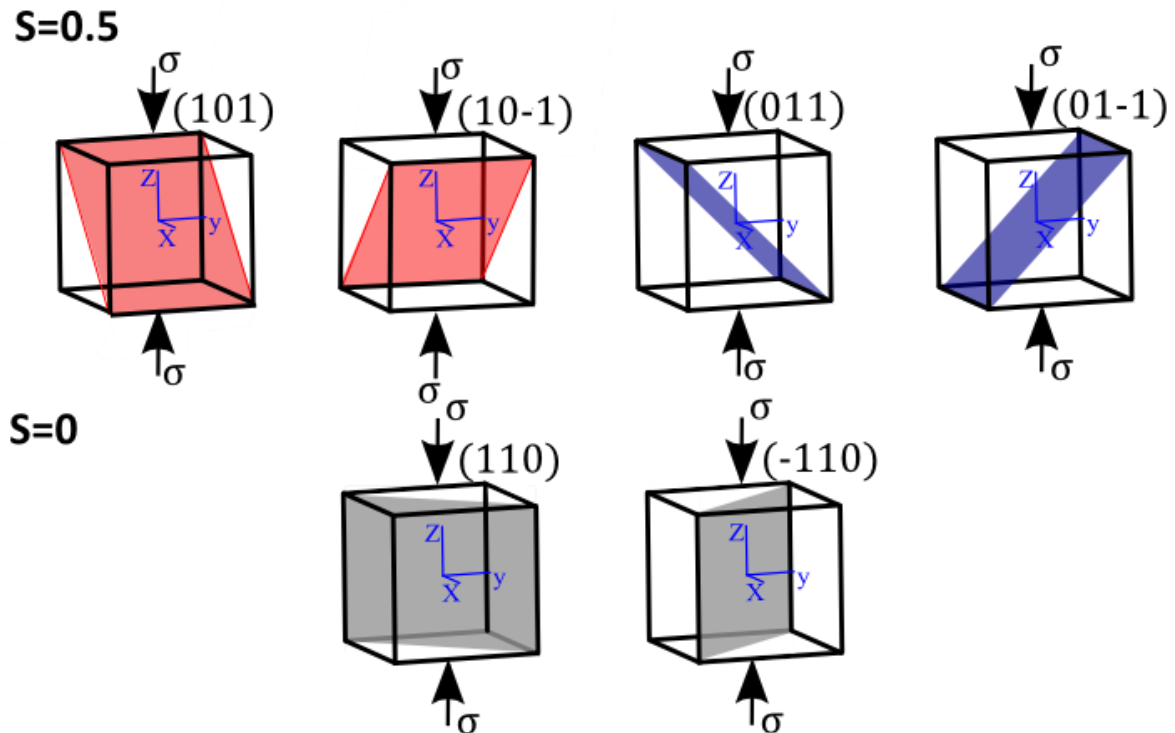 S=0.5
σ σ σ σ
(101) (10-1) (011) (01-1)
Z Z Z Z
y y y y
X X X X
σ σ σ σ
S=0
σ σ
(110) (-110)
Z Z
y y
X X
σ σ